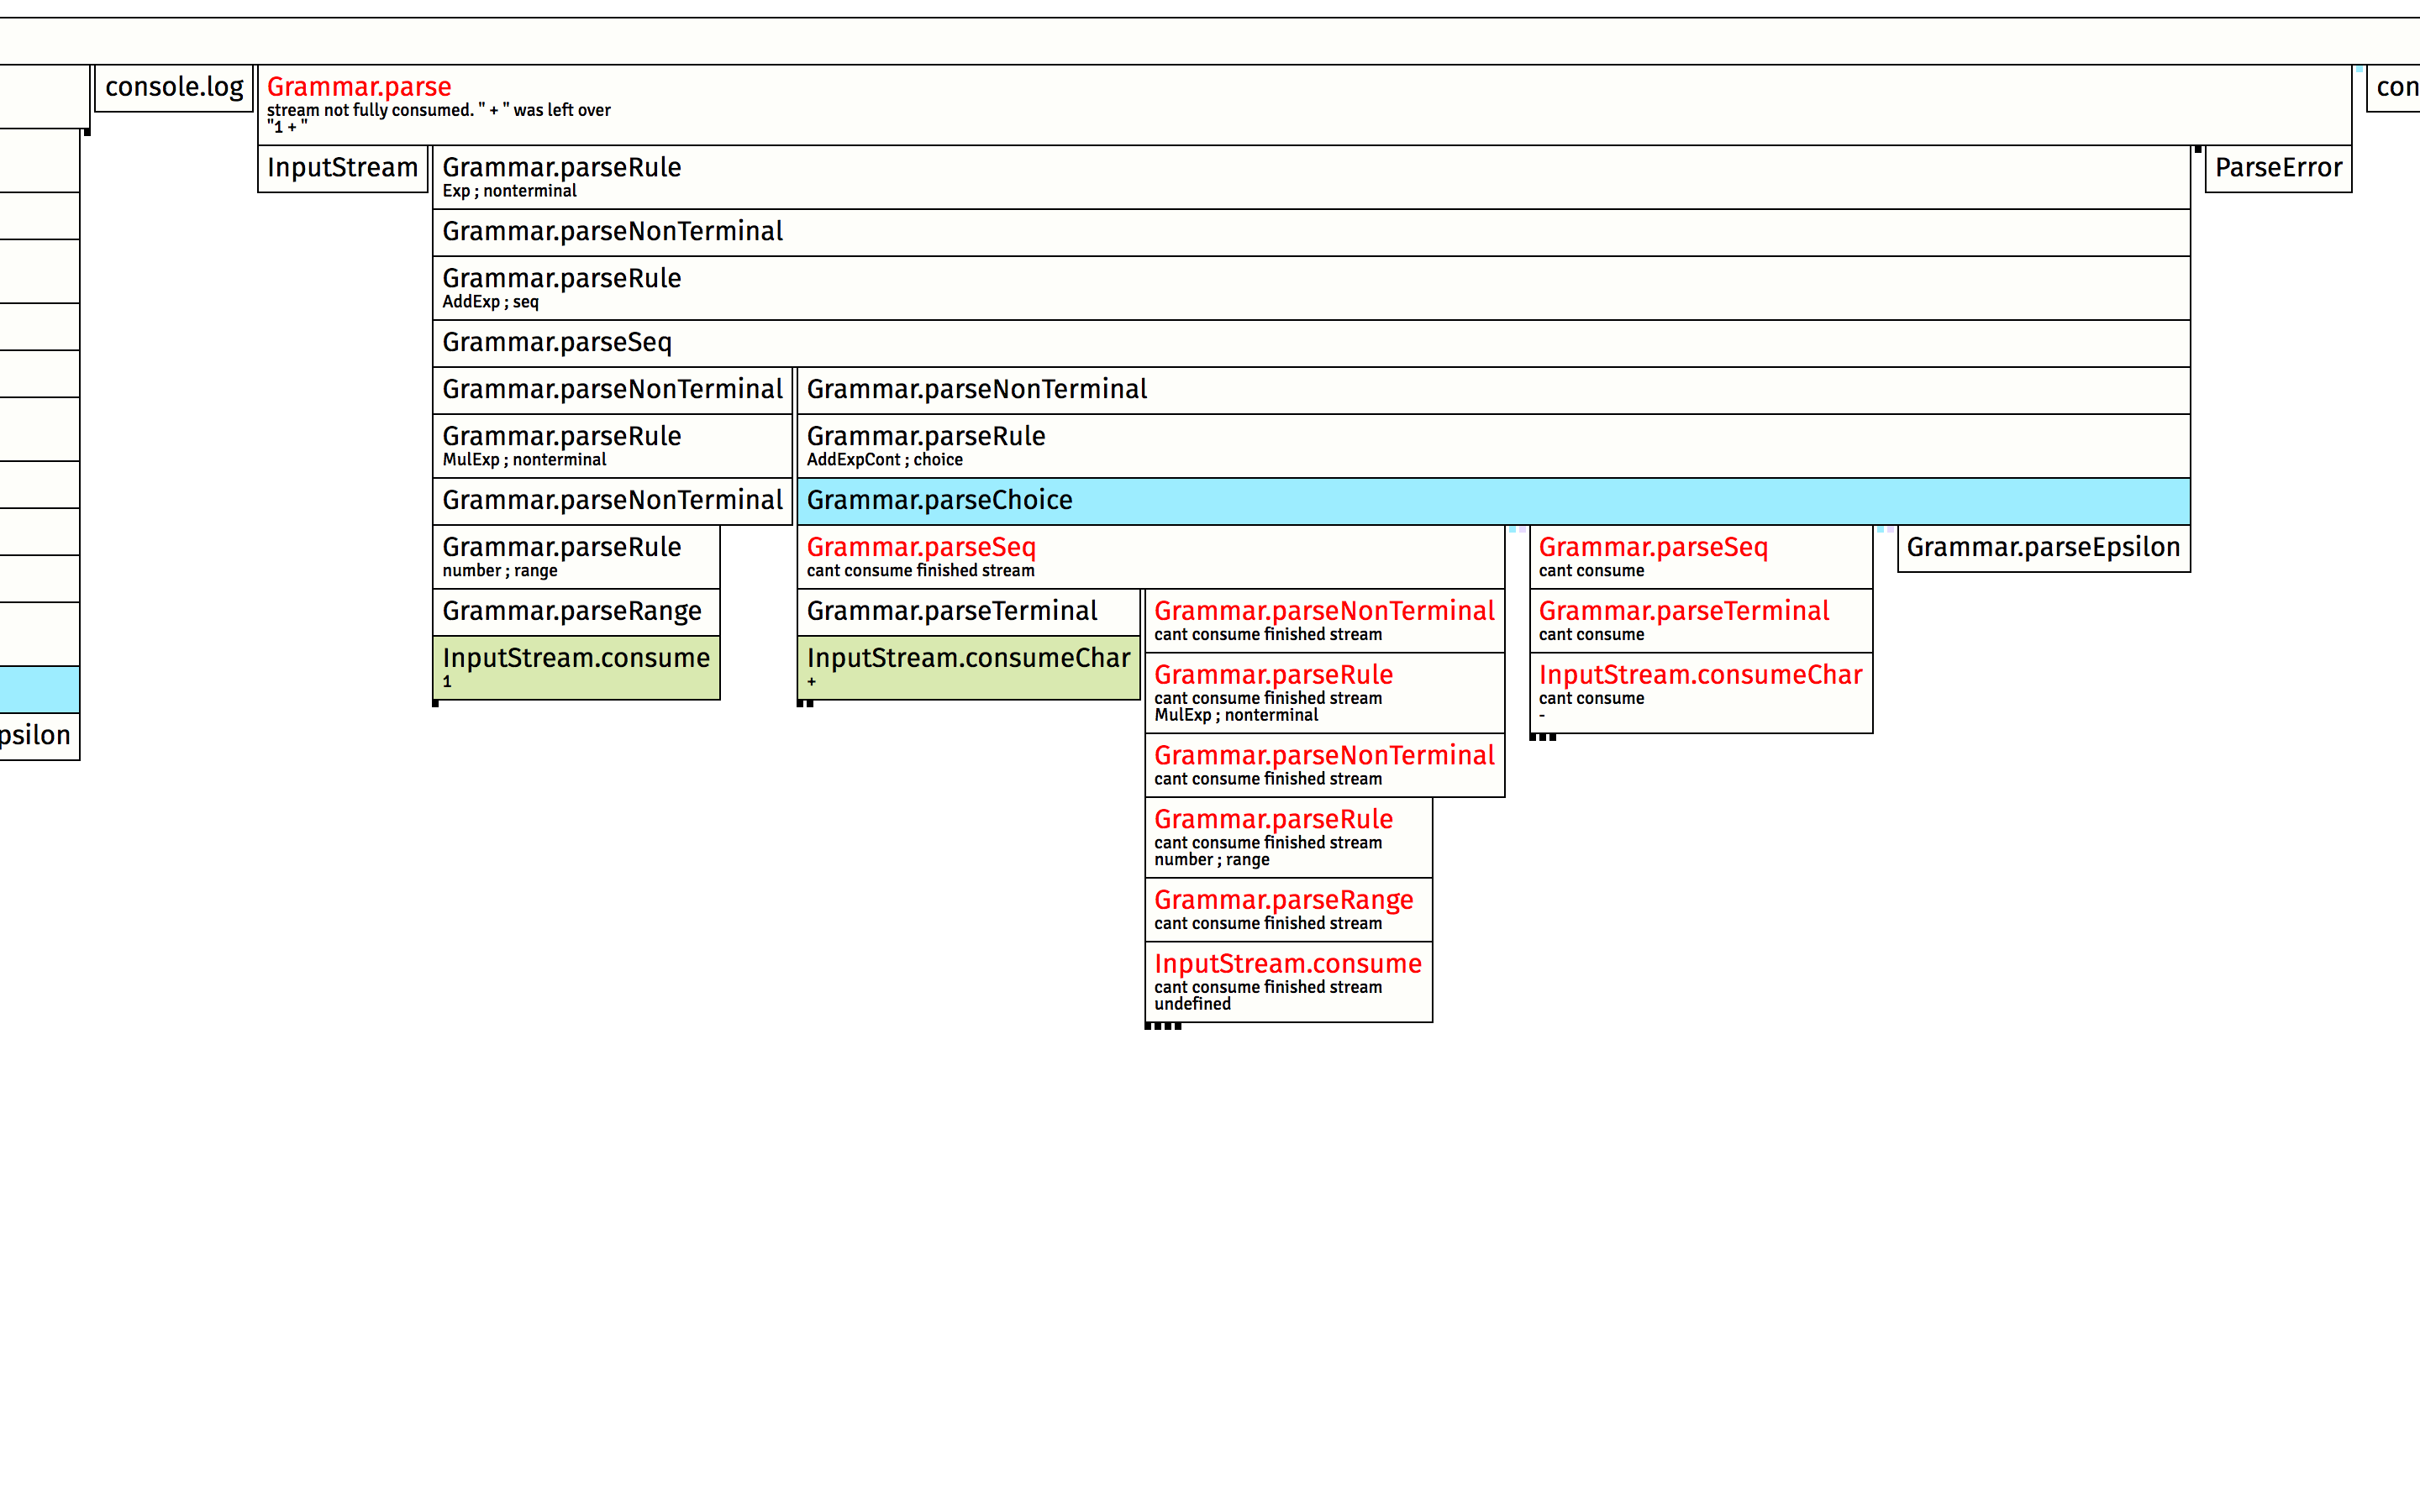 console.log
Grammar.parse
stream not fully consumed. " + " was left over
"1 + "
con
InputStream
Grammar.parseRule
Exp ; nonterminal
ParseError
Grammar.parseNonTerminal
Grammar.parseRule
AddExp ; seq
Grammar.parseSeq
Grammar.parseNonTerminal
Grammar.parseNonTerminal
Grammar.parseRule
MulExp ; nonterminal
Grammar.parseRule
AddExpCont ; choice
Grammar.parseNonTerminal
Grammar.parseChoice
Grammar.parseRule
number ; range
Grammar.parseSeq
cant consume finished stream
Grammar.parseSeq
cant consume
Grammar.parseEpsilon
Grammar.parseRange
Grammar.parseTerminal
Grammar.parseNonTerminal
cant consume finished stream
Grammar.parseTerminal
cant consume
InputStream.consume
1
InputStream.consumeChar
+
Grammar.parseRule
cant consume finished stream
MulExp ; nonterminal
InputStream.consumeChar
cant consume
-
psilon
Grammar.parseNonTerminal
cant consume finished stream
Grammar.parseRule
cant consume finished stream
number ; range
Grammar.parseRange
cant consume finished stream
InputStream.consume
cant consume finished stream
undefined